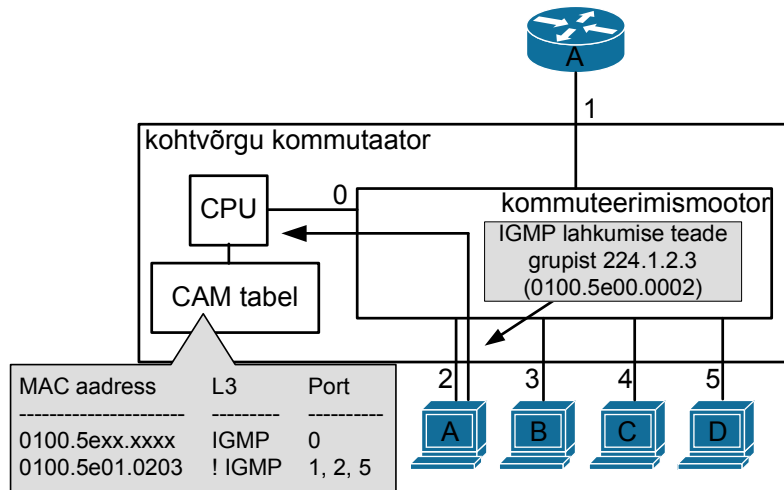 A
1
kohtvõrgu kommutaator
CPU
0
kommuteerimismootor
IGMP lahkumise teade
grupist 224.1.2.3
(0100.5e00.0002)
CAM tabel
2 3 4 5
A B C D
MAC aadress L3 Port
---------------------- --------- ----------
0100.5exx.xxxx IGMP 0
0100.5e01.0203 ! IGMP 1, 2, 5